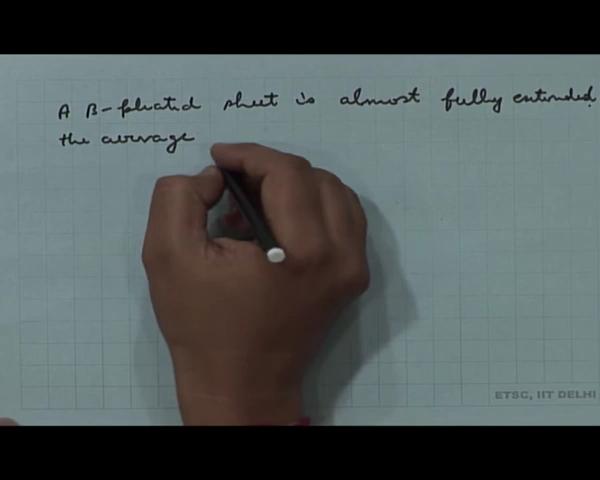 A β-pleated sheet is almost fully extended.
the average
ETSC, IIT DELHI